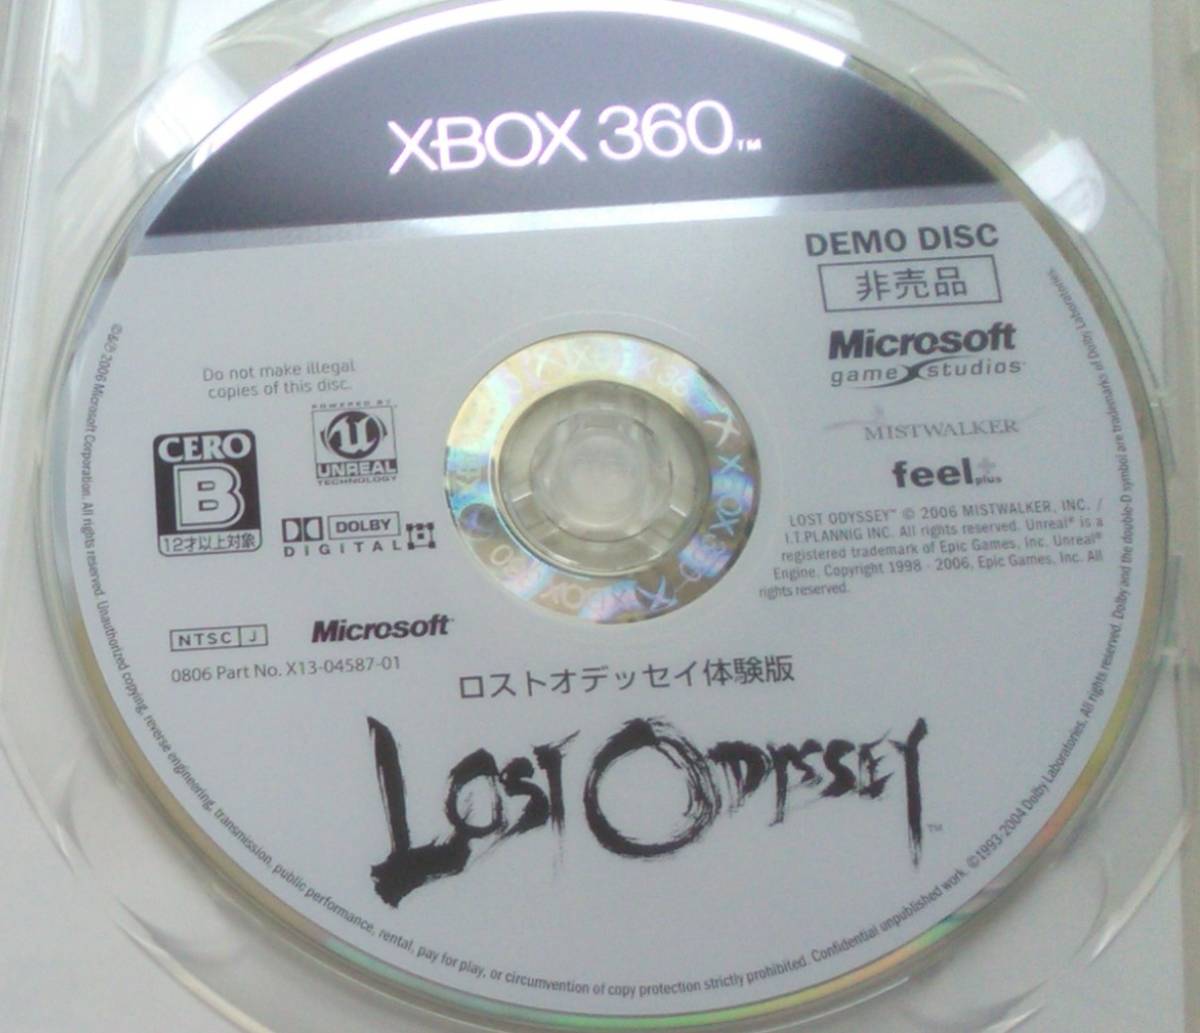 XBOX 360™
DEMO DISC
非売品
Microsoft
game studios
MISTWALKER
feel+
plus
LOST ODYSSEY™ © 2006 MISTWALKER, INC. /
I.T.PLANNIG INC. All rights reserved. Unreal® is a
registered trademark of Epic Games, Inc. Unreal®
Engine. Copyright 1998 - 2006, Epic Games, Inc. All
rights reserved.
Do not make illegal
copies of this disc.
POWERED BY
UNREAL
TECHNOLOGY
CERO
B
12才以上対象
DOLBY
DIGITAL
NTSC J
Microsoft®
0806 Part No. X13-04587-01
ロストオデッセイ体験版
LOST ODYSSEY™
©&℗ 2006 Microsoft Corporation. All rights reserved. Unauthorized copying, reverse engineering, transmission, public performance, rental, pay for play, or circumvention of copy protection strictly prohibited. Confidential unpublished work. ©1993-2004 Dolby Laboratories. All rights reserved. Dolby and the double-D symbol are trademarks of Dolby Laboratories.